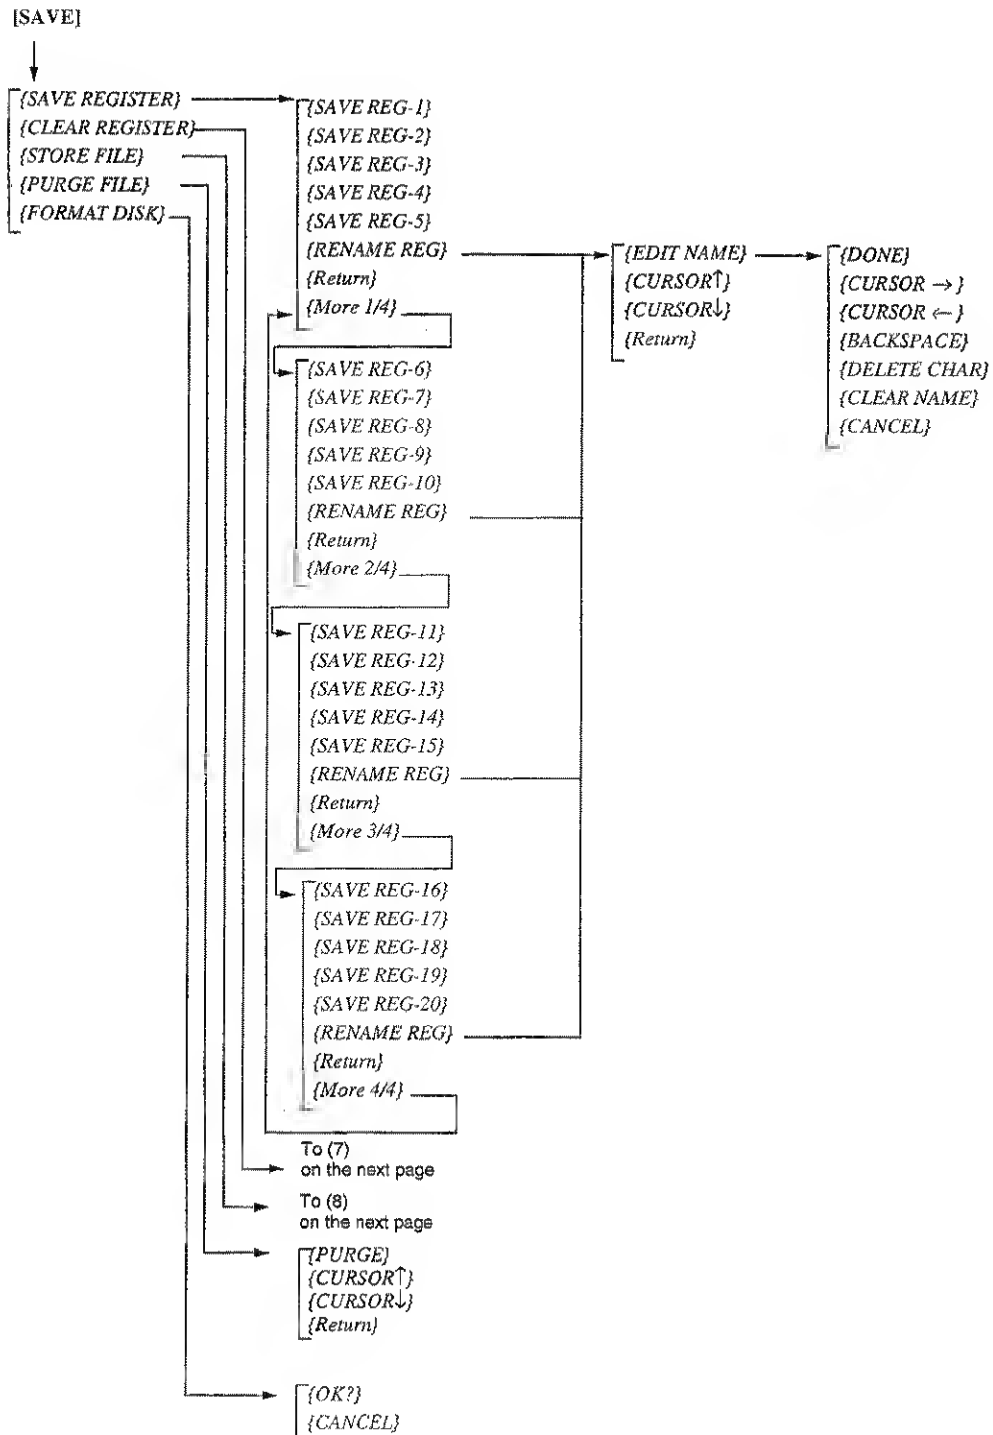 [SAVE]
{SAVE REGISTER}
{CLEAR REGISTER}
{STORE FILE}
{PURGE FILE}
{FORMAT DISK}
{SAVE REG-1}
{SAVE REG-2}
{SAVE REG-3}
{SAVE REG-4}
{SAVE REG-5}
{RENAME REG}
{Return}
{More 1/4}
{SAVE REG-6}
{SAVE REG-7}
{SAVE REG-8}
{SAVE REG-9}
{SAVE REG-10}
{RENAME REG}
{Return}
{More 2/4}
{SAVE REG-11}
{SAVE REG-12}
{SAVE REG-13}
{SAVE REG-14}
{SAVE REG-15}
{RENAME REG}
{Return}
{More 3/4}
{SAVE REG-16}
{SAVE REG-17}
{SAVE REG-18}
{SAVE REG-19}
{SAVE REG-20}
{RENAME REG}
{Return}
{More 4/4}
{EDIT NAME}
{CURSOR↑}
{CURSOR↓}
{Return}
{DONE}
{CURSOR →}
{CURSOR ←}
{BACKSPACE}
{DELETE CHAR}
{CLEAR NAME}
{CANCEL}
To (7)
on the next page
To (8)
on the next page
{PURGE}
{CURSOR↑}
{CURSOR↓}
{Return}
{OK?}
{CANCEL}